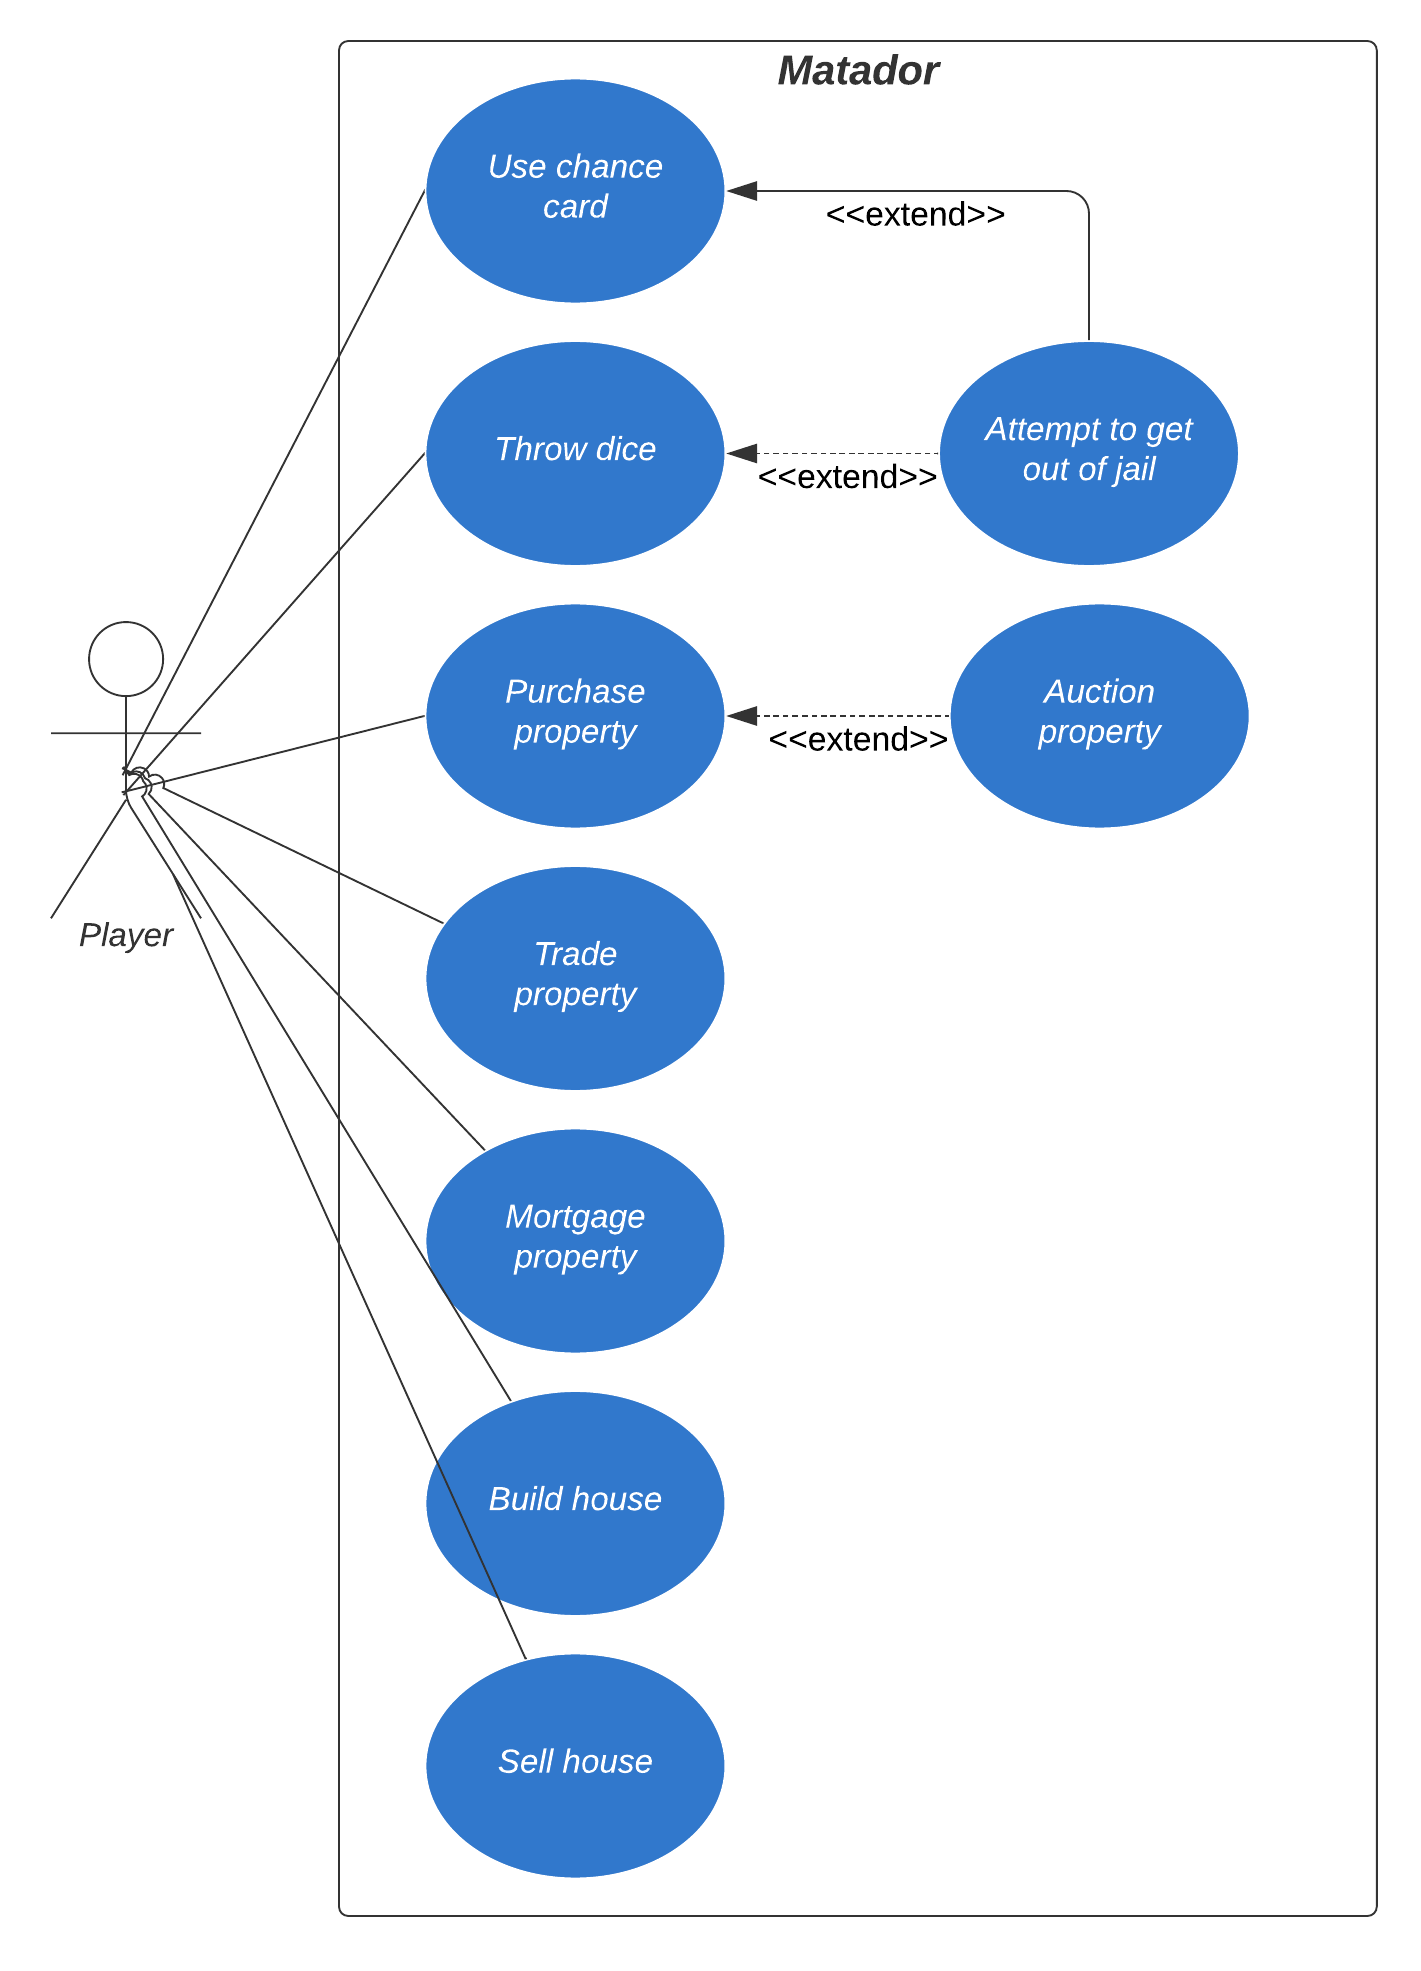 Matador
Use chance
card
<<extend>>
Throw dice
<<extend>>
Attempt to get
out of jail
Purchase
property
<<extend>>
Auction
property
Player
Trade
property
Mortgage
property
Build house
Sell house